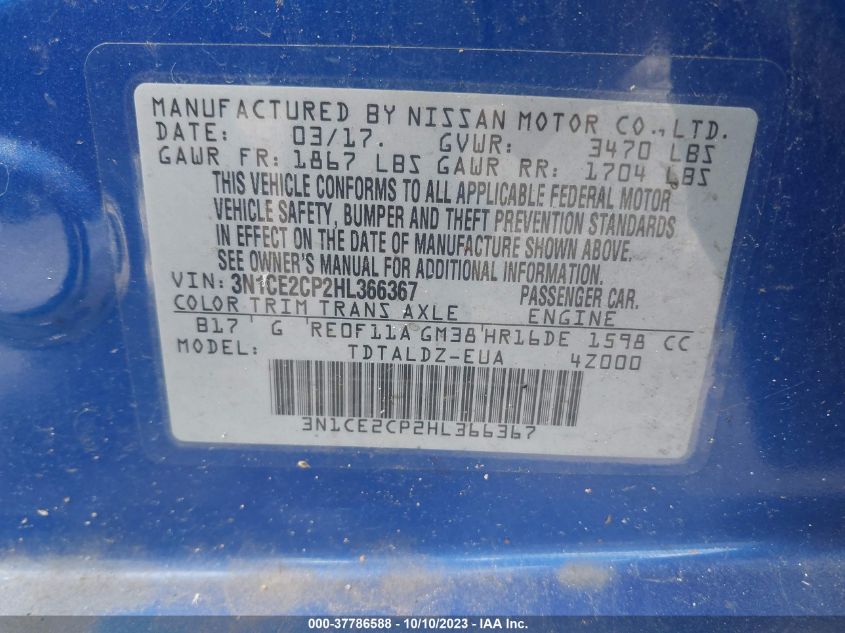 MANUFACTURED BY NISSAN MOTOR CO., LTD.
DATE: 03/17. GVWR: 3470 LBS
GAWR FR: 1867 LBS GAWR RR: 1704 LBS
THIS VEHICLE CONFORMS TO ALL APPLICABLE FEDERAL MOTOR
VEHICLE SAFETY, BUMPER AND THEFT PREVENTION STANDARDS
IN EFFECT ON THE DATE OF MANUFACTURE SHOWN ABOVE.
SEE OWNER'S MANUAL FOR ADDITIONAL INFORMATION.
VIN: 3N1CE2CP2HL366367 PASSENGER CAR.
COLOR TRIM TRANS AXLE ENGINE
B17 G RE0F11A GM38 HR16DE 1598 CC
MODEL: TDTALDZ-EUA 4Z000
3N1CE2CP2HL366367
000-37786588 - 10/10/2023 - IAAI.com.